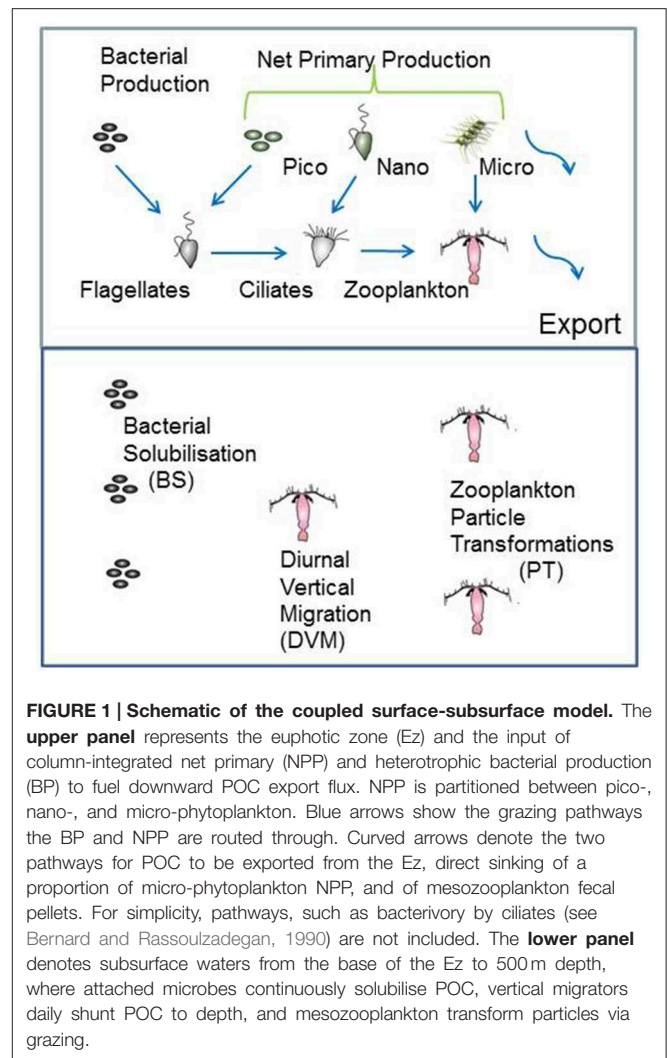 Bacterial
Production
Net Primary Production
Pico
Nano
Micro
Flagellates
Ciliates
Zooplankton
Export
Bacterial
Solubilisation
(BS)
Diurnal
Vertical
Migration
(DVM)
Zooplankton
Particle
Transformations
(PT)
FIGURE 1 | Schematic of the coupled surface-subsurface model. The
upper panel represents the euphotic zone (Ez) and the input of
column-integrated net primary (NPP) and heterotrophic bacterial production
(BP) to fuel downward POC export flux. NPP is partitioned between pico-,
nano-, and micro-phytoplankton. Blue arrows show the grazing pathways
the BP and NPP are routed through. Curved arrows denote the two
pathways for POC to be exported from the Ez, direct sinking of a
proportion of micro-phytoplankton NPP, and of mesozooplankton fecal
pellets. For simplicity, pathways, such as bacterivory by ciliates (see
Bernard and Rassoulzadegan, 1990) are not included. The lower panel
denotes subsurface waters from the base of the Ez to 500 m depth,
where attached microbes continuously solubilise POC, vertical migrators
daily shunt POC to depth, and mesozooplankton transform particles via
grazing.